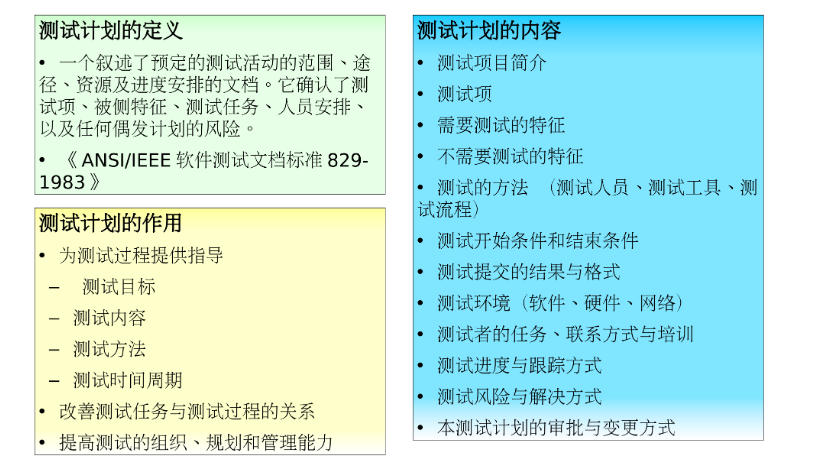 测试计划的定义
• 一个叙述了预定的测试活动的范围、途
径、资源及进度安排的文档。它确认了测
试项、被侧特征、测试任务、人员安排、
以及任何偶发计划的风险。
• 《 ANSI/IEEE 软件测试文档标准 829-
1983 》
测试计划的作用
• 为测试过程提供指导
– 测试目标
– 测试内容
– 测试方法
– 测试时间周期
• 改善测试任务与测试过程的关系
• 提高测试的组织、规划和管理能力
测试计划的内容
• 测试项目简介
• 测试项
• 需要测试的特征
• 不需要测试的特征
• 测试的方法 （测试人员、测试工具、测
试流程）
• 测试开始条件和结束条件
• 测试提交的结果与格式
• 测试环境（软件、硬件、网络）
• 测试者的任务、联系方式与培训
• 测试进度与跟踪方式
• 测试风险与解决方式
• 本测试计划的审批与变更方式